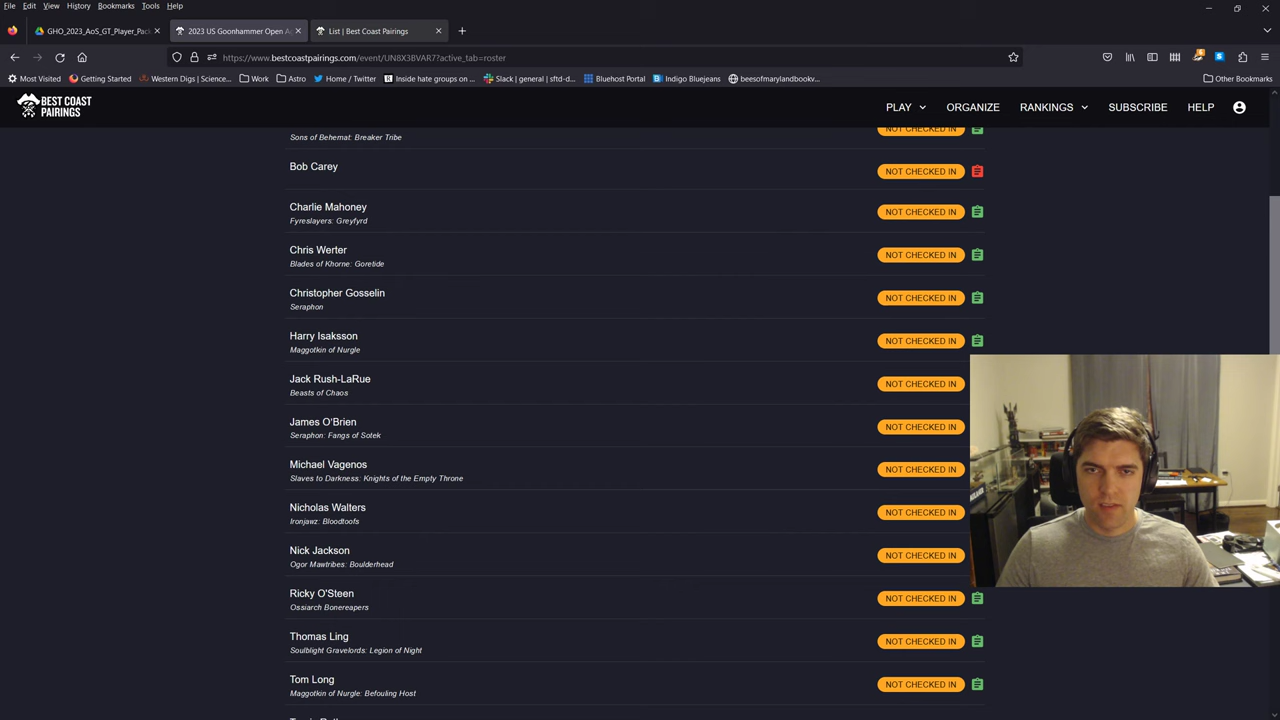 File Edit View History Bookmarks Tools Help
GHO_2023_AoS_GT_Player_Pack
2023 US Goonhammer Open A
List | Best Coast Pairings
https://www.bestcoastpairings.com/event/UN8X3BVAR7?active_tab=roster
Most Visited Getting Started Western Digs | Science... Work Astro Home / Twitter Inside hate groups on ... Slack | general | sftd-d... Bluehost Portal Indigo Bluejeans beesofmarylandbookv... Other Bookmarks
BEST COAST
PAIRINGS
PLAY ORGANIZE RANKINGS SUBSCRIBE HELP
NOT CHECKED IN
Sons of Behemat: Breaker Tribe
Bob Carey
NOT CHECKED IN
Charlie Mahoney
Fyreslayers: Greyfyrd
NOT CHECKED IN
Chris Werter
Blades of Khorne: Goretide
NOT CHECKED IN
Christopher Gosselin
Seraphon
NOT CHECKED IN
Harry Isaksson
Maggotkin of Nurgle
NOT CHECKED IN
Jack Rush-LaRue
Beasts of Chaos
NOT CHECKED IN
James O'Brien
Seraphon: Fangs of Sotek
NOT CHECKED IN
Michael Vagenos
Slaves to Darkness: Knights of the Empty Throne
NOT CHECKED IN
Nicholas Walters
Ironjawz: Bloodtoofs
NOT CHECKED IN
Nick Jackson
Ogor Mawtribes: Boulderhead
NOT CHECKED IN
Ricky O'Steen
Ossiarch Bonereapers
NOT CHECKED IN
Thomas Ling
Soulblight Gravelords: Legion of Night
NOT CHECKED IN
Tom Long
Maggotkin of Nurgle: Befouling Host
NOT CHECKED IN